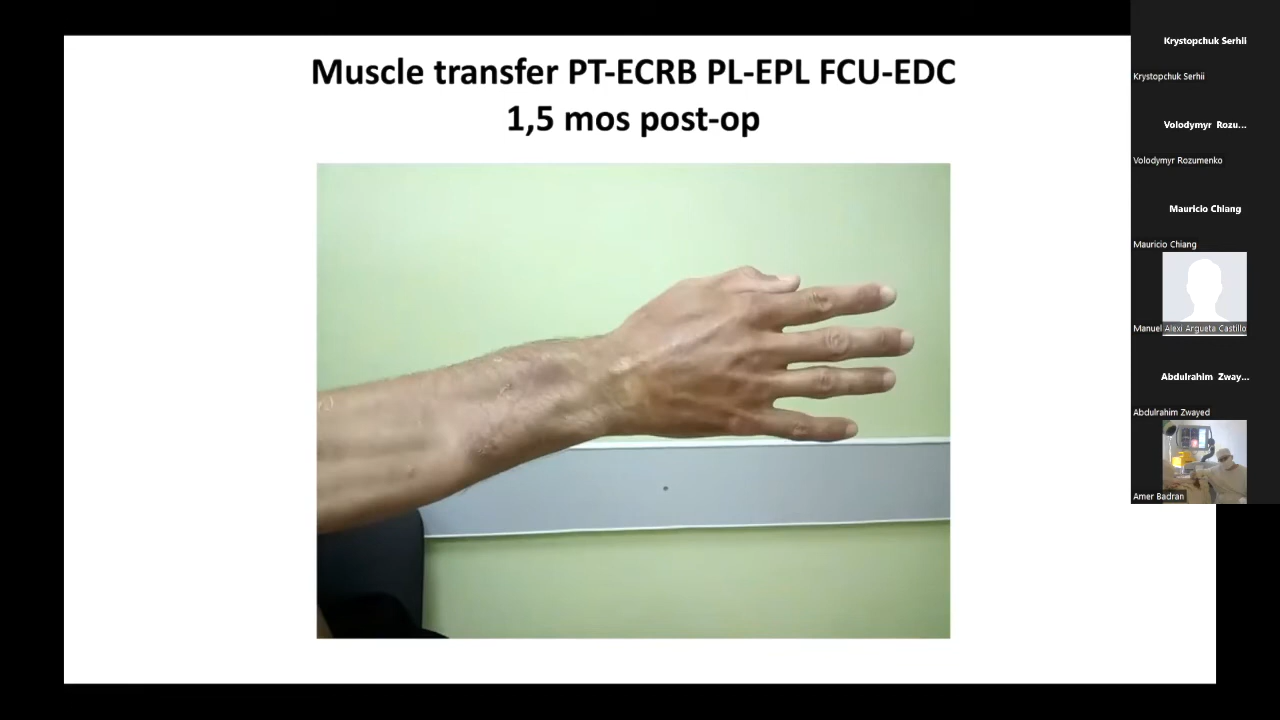 Muscle transfer PT-ECRB PL-EPL FCU-EDC
1,5 mos post-op
Krystopchuk Serhii
Krystopchuk Serhii
Volodymyr Rozu...
Volodymyr Rozumenko
Mauricio Chiang
Mauricio Chiang
Manuel Alexi Argueta Castillo
Abdulrahim Zway...
Abdulrahim Zwayed
Amer Badran